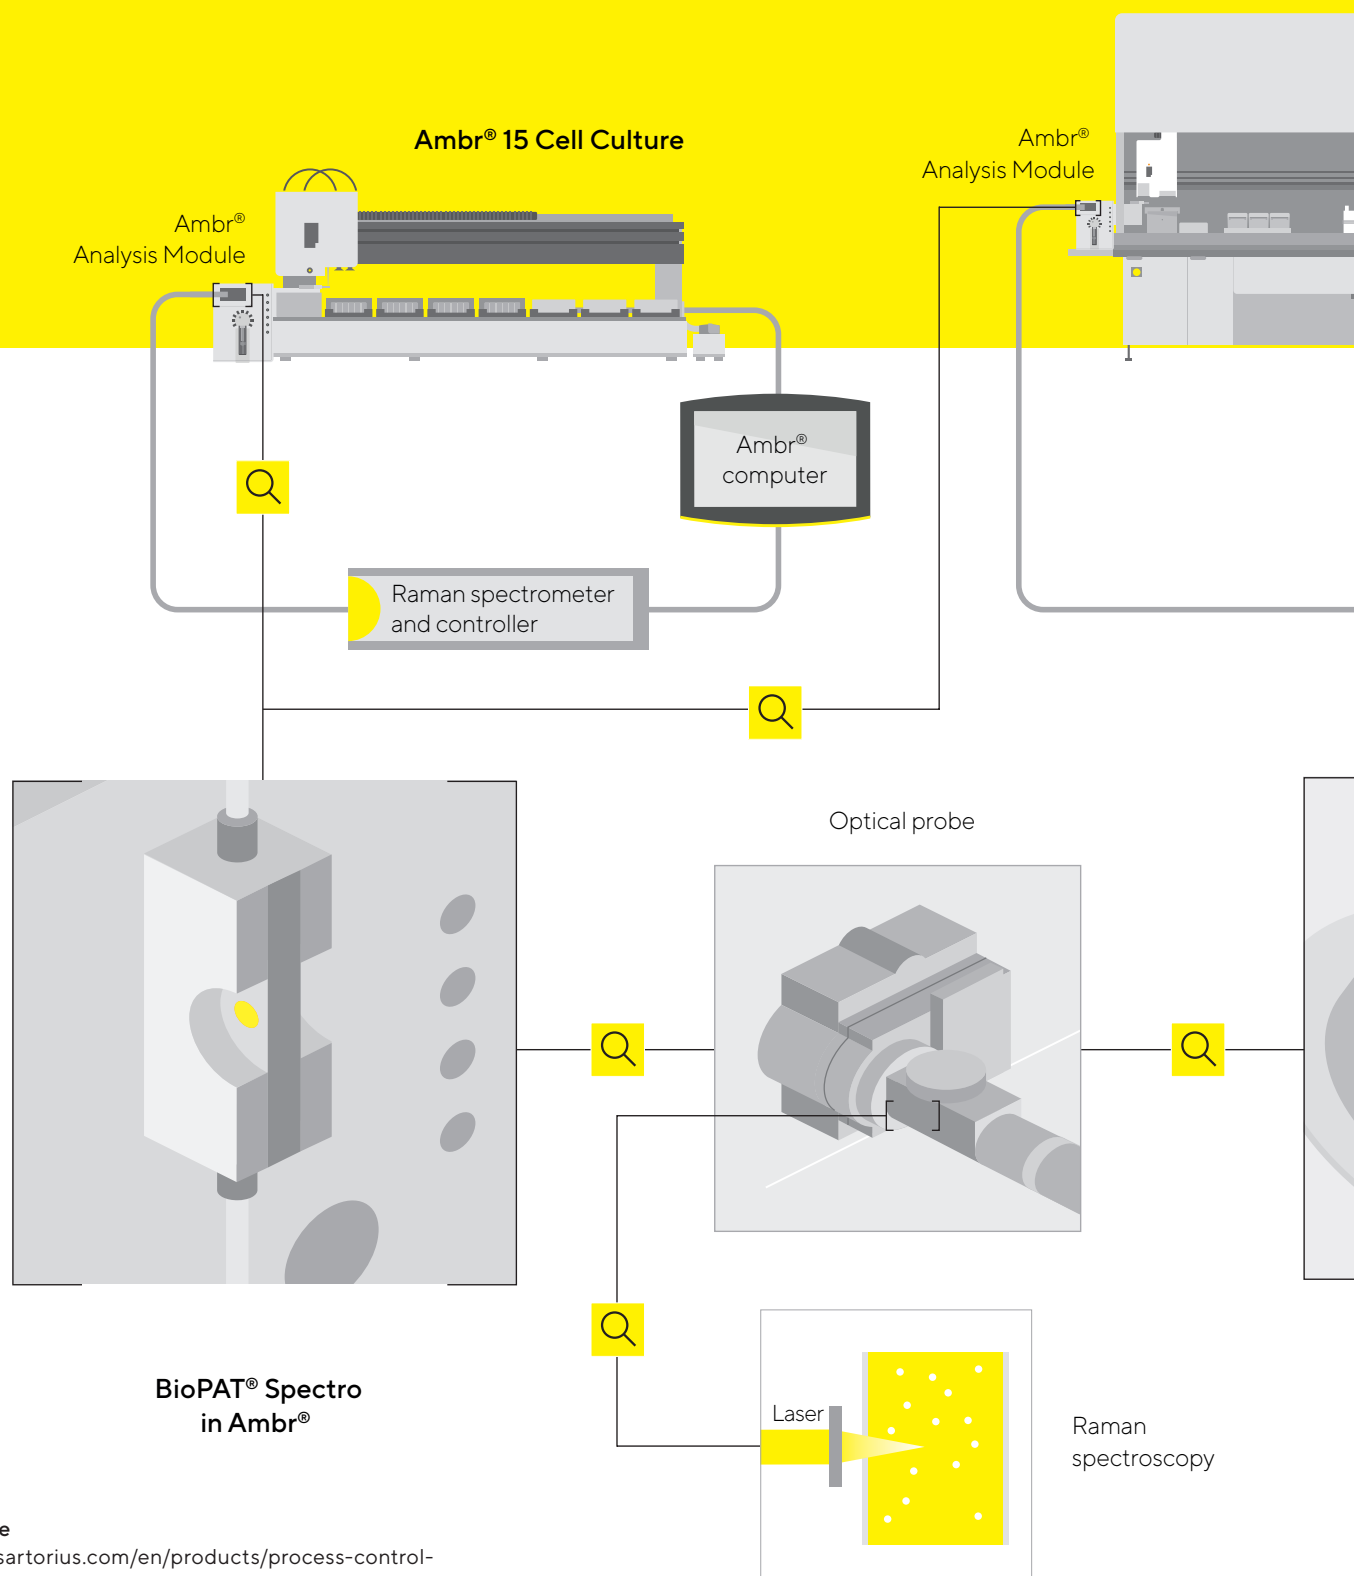 Ambr® 15 Cell Culture
Ambr®
Analysis Module
Ambr®
Analysis Module
Ambr®
computer
Raman spectrometer
and controller
Optical probe
BioPAT® Spectro
in Ambr®
Laser
Raman
spectroscopy
e
sartorius.com/en/products/process-control-